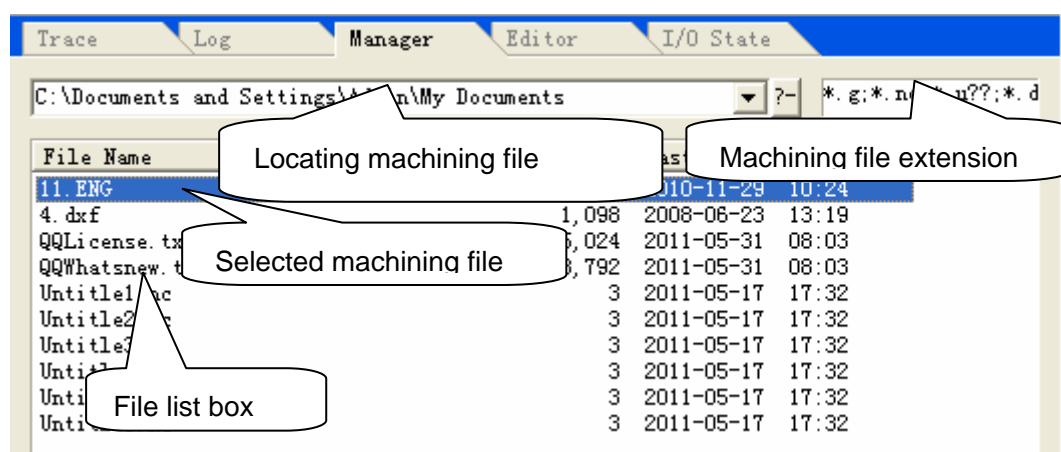 Trace Log Manager Editor I/O State
C:\Documents and Settings\ n\My Documents ?- *.g;*.n u??;*.d
Locating machining file
Machining file extension
File Name
11.ENG 2010-11-29 10:24
4.dxf 1,098 2008-06-23 13:19
QQLicense.tx ,024 2011-05-31 08:03
QQWhatsnew.t ,792 2011-05-31 08:03
Selected machining file
Untitle1 3 2011-05-17 17:32
Untitle2 3 2011-05-17 17:32
Untitle3 3 2011-05-17 17:32
3 2011-05-17 17:32
3 2011-05-17 17:32
3 2011-05-17 17:32
File list box